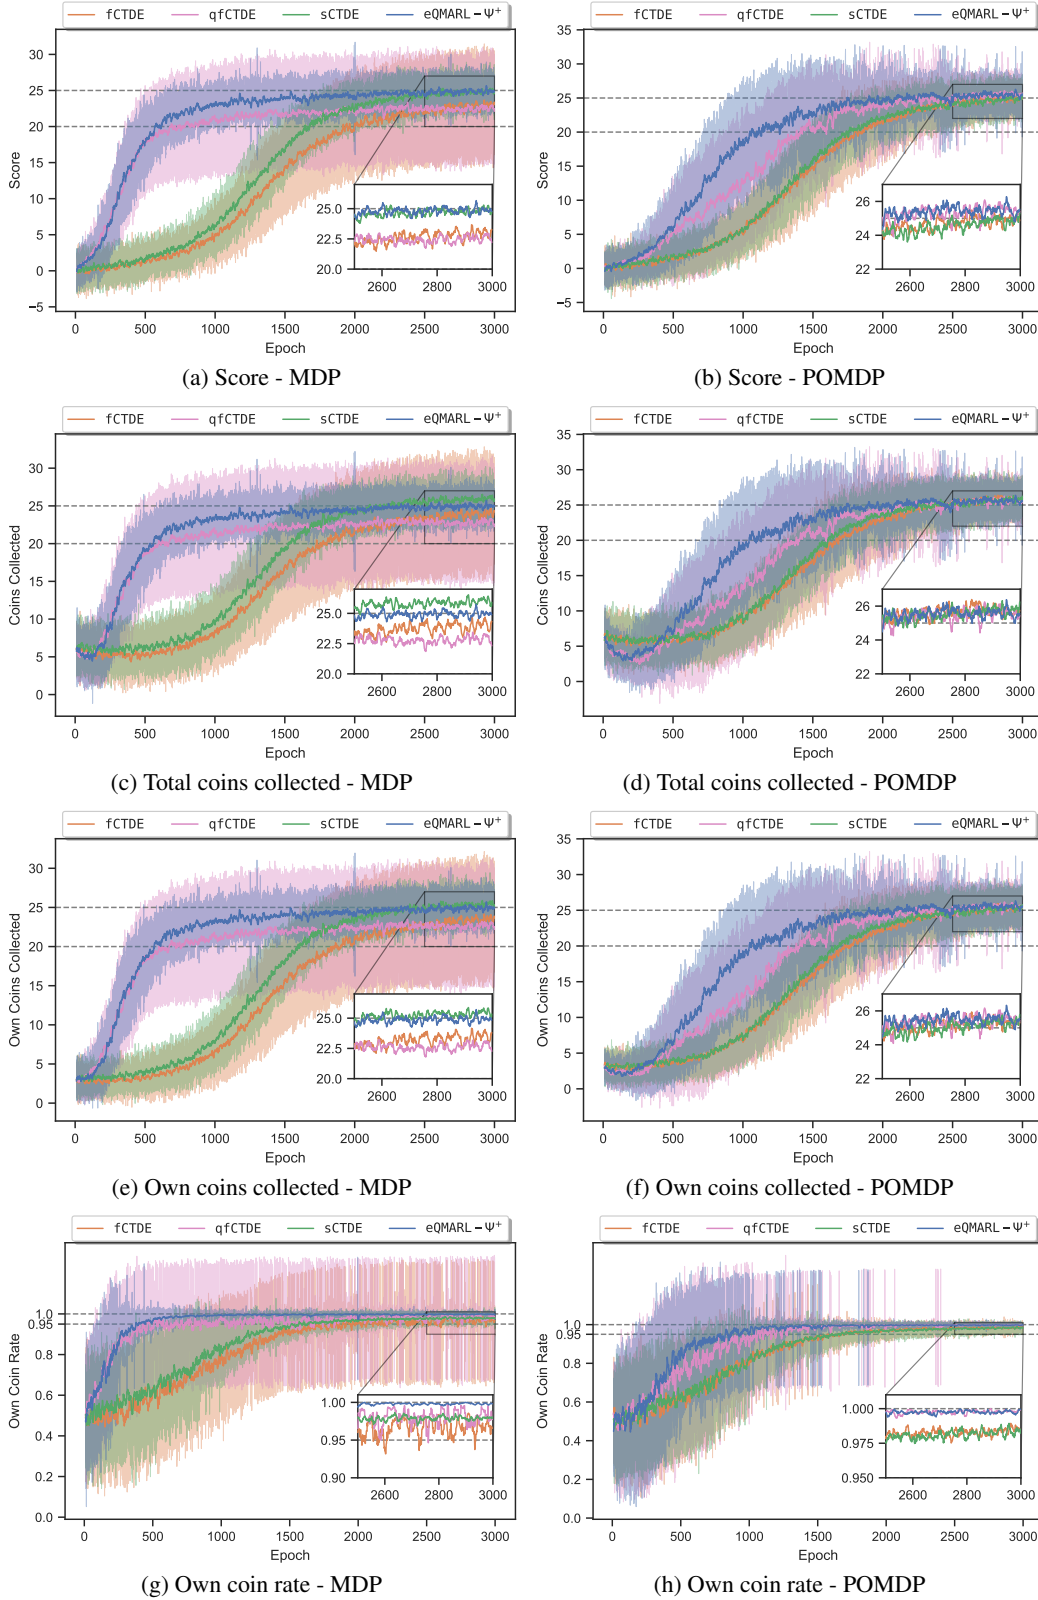 fCTDE qfCTDE sCTDE eQMARL−Ψ+
fCTDE qfCTDE sCTDE eQMARL−Ψ+
Score
30
25
20
15
10
5
0
−5
25.0
22.5
20.0
2600 2800 3000
0 500 1000 1500 2000 2500 3000
Epoch
(a) Score - MDP
Score
35
30
25
20
15
10
5
0
−5
26
24
22
2600 2800 3000
0 500 1000 1500 2000 2500 3000
Epoch
(b) Score - POMDP
fCTDE qfCTDE sCTDE eQMARL−Ψ+
fCTDE qfCTDE sCTDE eQMARL−Ψ+
Coins Collected
30
25
20
15
10
5
0
25.0
22.5
20.0
2600 2800 3000
0 500 1000 1500 2000 2500 3000
Epoch
(c) Total coins collected - MDP
Coins Collected
35
30
25
20
15
10
5
0
26
24
22
2600 2800 3000
0 500 1000 1500 2000 2500 3000
Epoch
(d) Total coins collected - POMDP
fCTDE qfCTDE sCTDE eQMARL−Ψ+
fCTDE qfCTDE sCTDE eQMARL−Ψ+
Own Coins Collected
30
25
20
15
10
5
0
25.0
22.5
20.0
2600 2800 3000
0 500 1000 1500 2000 2500 3000
Epoch
(e) Own coins collected - MDP
Own Coins Collected
35
30
25
20
15
10
5
0
26
24
22
2600 2800 3000
0 500 1000 1500 2000 2500 3000
Epoch
(f) Own coins collected - POMDP
fCTDE qfCTDE sCTDE eQMARL−Ψ+
fCTDE qfCTDE sCTDE eQMARL−Ψ+
Own Coin Rate
1.0
0.95
0.8
0.6
0.4
0.2
0.0
1.00
0.95
0.90
2600 2800 3000
0 500 1000 1500 2000 2500 3000
Epoch
(g) Own coin rate - MDP
Own Coin Rate
1.0
0.95
0.8
0.6
0.4
0.2
0.0
1.000
0.975
0.950
2600 2800 3000
0 500 1000 1500 2000 2500 3000
Epoch
(h) Own coin rate - POMDP